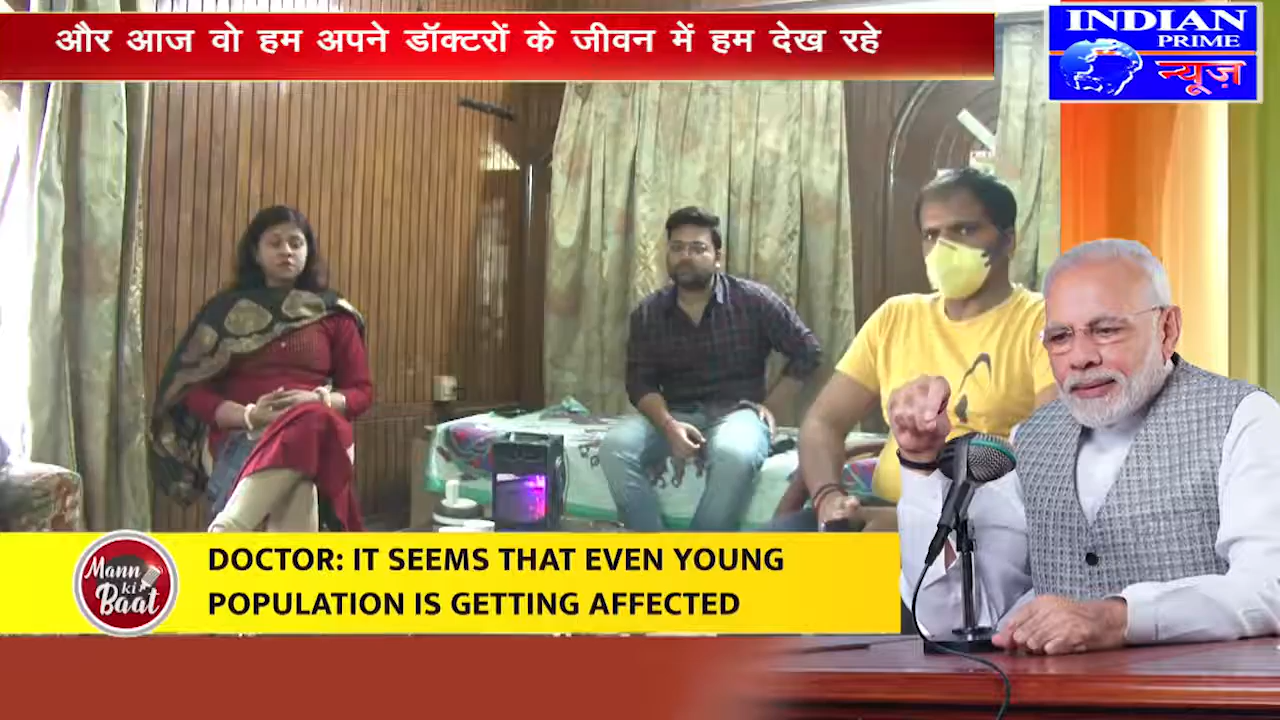 और आज वो हम अपने डॉक्टरों के जीवन में हम देख रहे
INDIAN
PRIME
न्यूज़
Mann
ki
Baat
DOCTOR: IT SEEMS THAT EVEN YOUNG
POPULATION IS GETTING AFFECTED